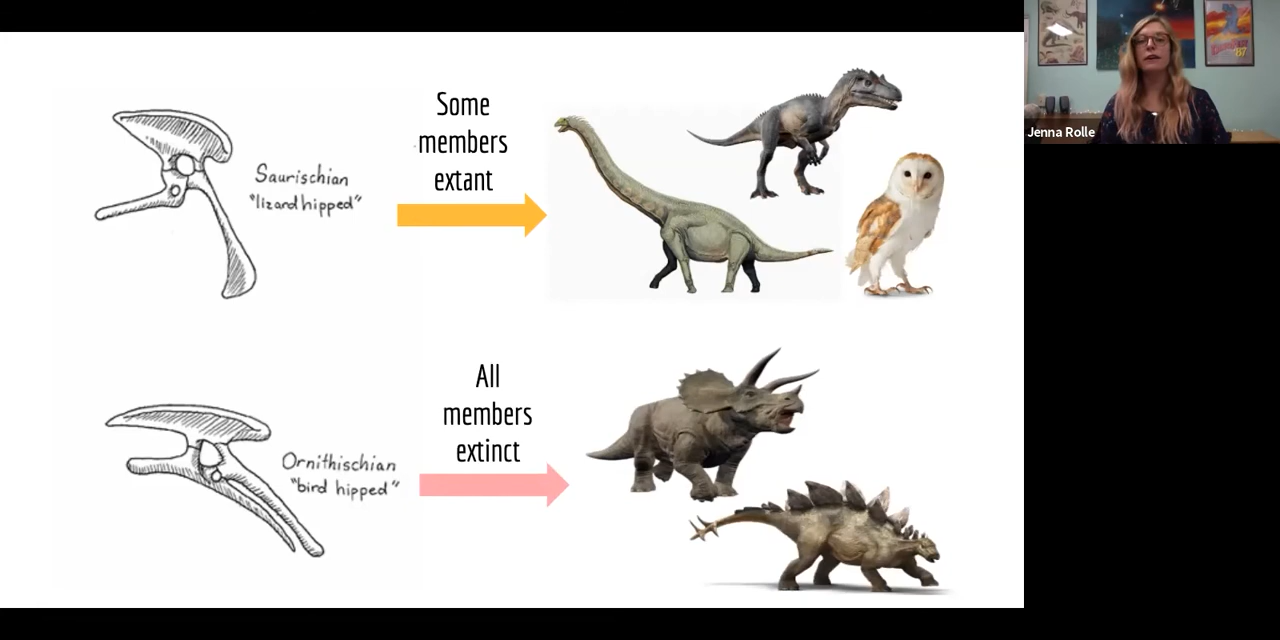 Some
members
extant
Saurischian
"lizard hipped"
All
members
extinct
Ornithischian
"bird hipped"
Jenna Rolle